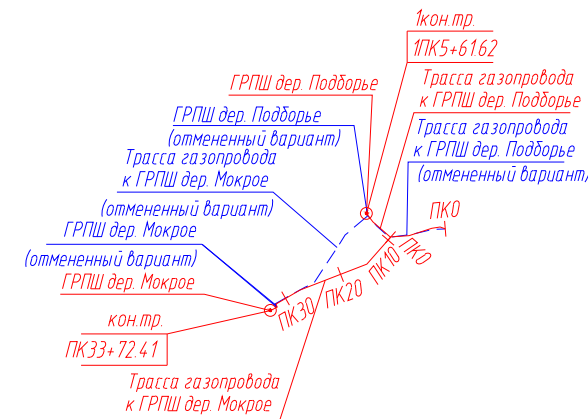 1кон.тр.
1ПК5+61.62
ГРПШ дер. Подборье
Трасса газопровода
к ГРПШ дер. Подборье
ГРПШ дер. Подборье
(отмененный вариант)
Трасса газопровода
к ГРПШ дер. Подборье
(отмененный вариант)
Трасса газопровода
к ГРПШ дер. Мокрое
(отмененный вариант)
ГРПШ дер. Мокрое
(отмененный вариант)
ГРПШ дер. Мокрое
ПК0
ПК0
ПК10
ПК20
ПК30
кон.тр.
ПК33+72.41
Трасса газопровода
к ГРПШ дер. Мокрое